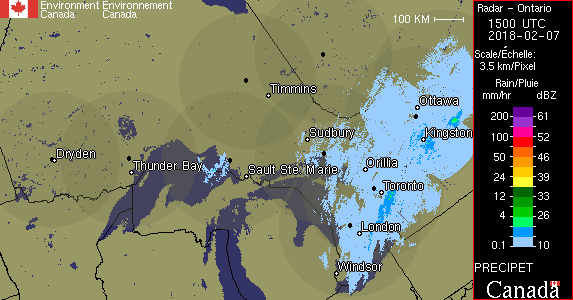 Environment Environnement
Canada Canada
100 KM
Radar - Ontario
1500 UTC
2018-02-07
Scale/Échelle:
3.5 km/Pixel
Rain/Pluie
mm/hr dBZ
200 61
100 52
50 46
24 39
12 33
4 26
2 20
0.1 10
PRECIPET
Canada
Timmins
Ottawa
Sudbury
Kingston
Dryden
Thunder Bay
Sault Ste. Marie
Orillia
Toronto
London
Windsor